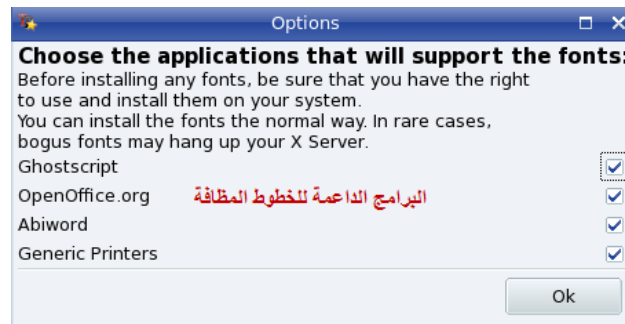 Options
Choose the applications that will support the fonts:
Before installing any fonts, be sure that you have the right
to use and install them on your system.
You can install the fonts the normal way. In rare cases,
bogus fonts may hang up your X Server.
Ghostscript
OpenOffice.org البرامج الداعمة للخطوط المظافة
Abiword
Generic Printers
Ok